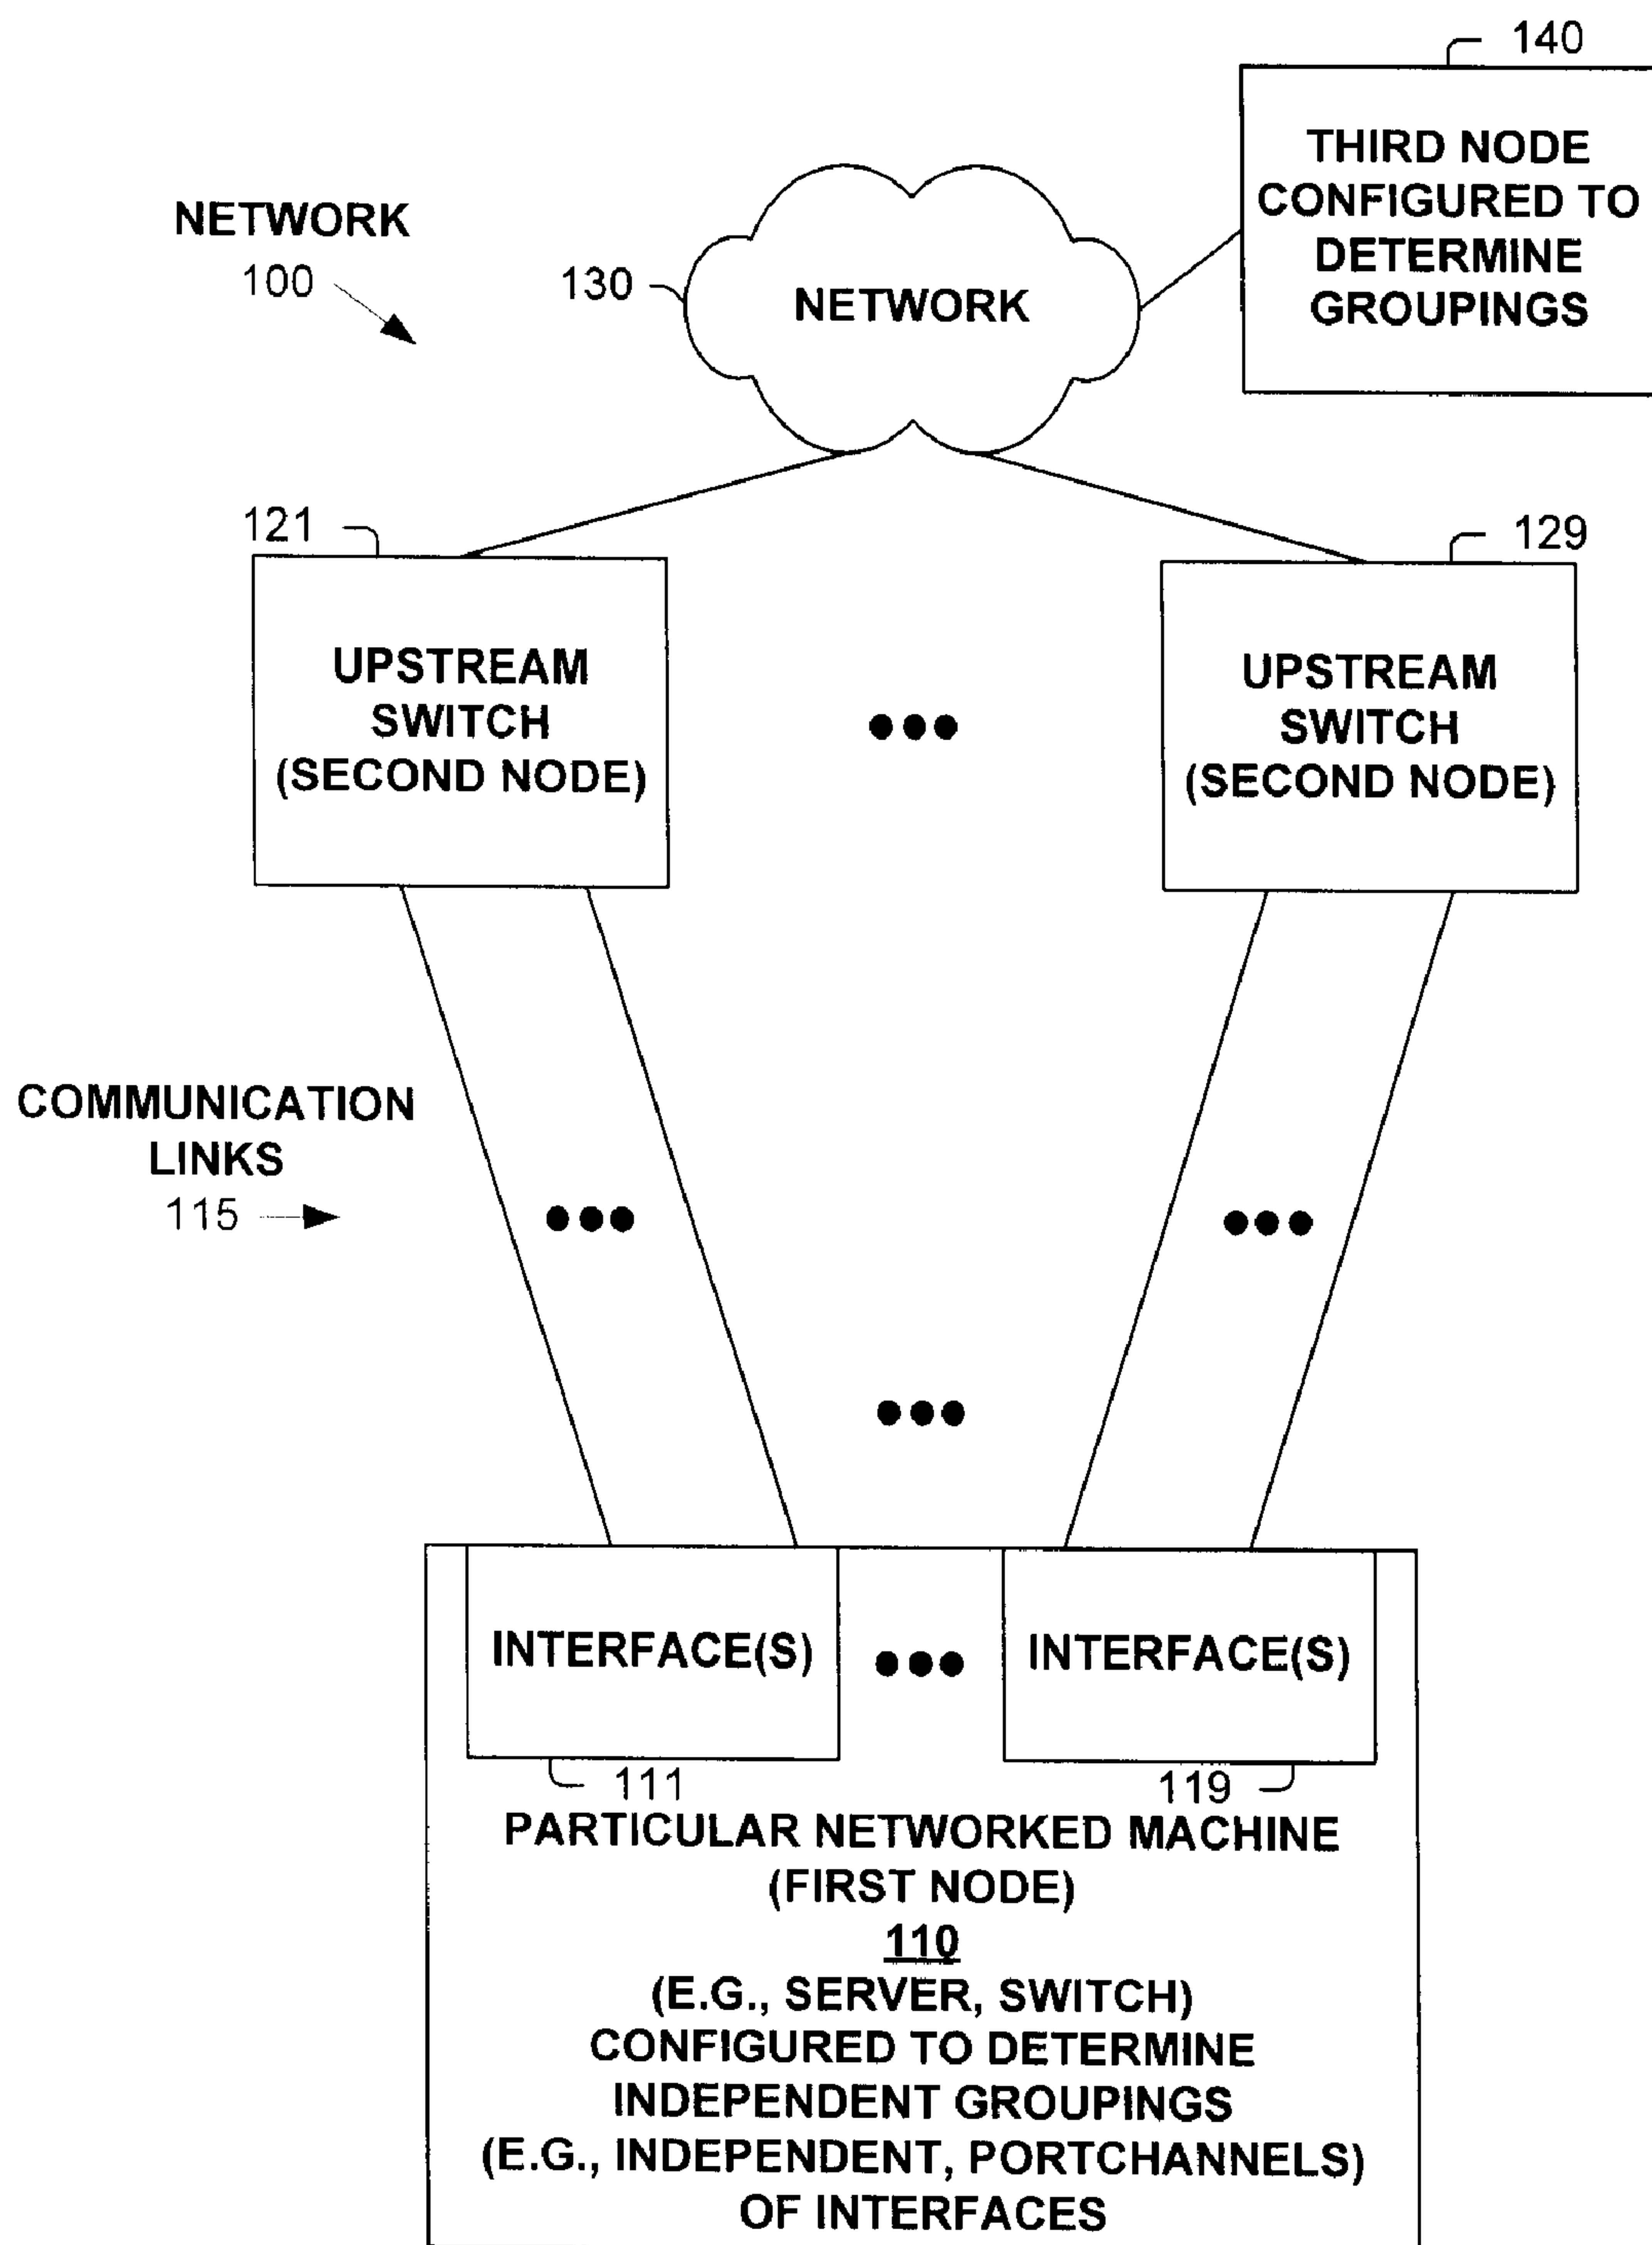 140
THIRD NODE
CONFIGURED TO
DETERMINE
GROUPINGS
NETWORK
100
130
NETWORK
121
129
UPSTREAM
SWITCH
(SECOND NODE)
UPSTREAM
SWITCH
(SECOND NODE)
COMMUNICATION
LINKS
115
INTERFACE(S)
INTERFACE(S)
111
119
PARTICULAR NETWORKED MACHINE
(FIRST NODE)
110
(E.G., SERVER, SWITCH)
CONFIGURED TO DETERMINE
INDEPENDENT GROUPINGS
(E.G., INDEPENDENT, PORTCHANNELS)
OF INTERFACES